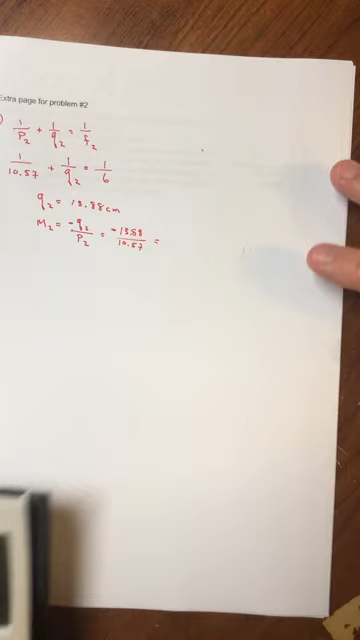 Extra page for problem #2
1/P₂ + 1/q₂ = 1/f₂
1/10.57 + 1/q₂ = 1/6
q₂ = 13.88 cm
M₂ = -q₂/P₂ = -13.88/10.57 =